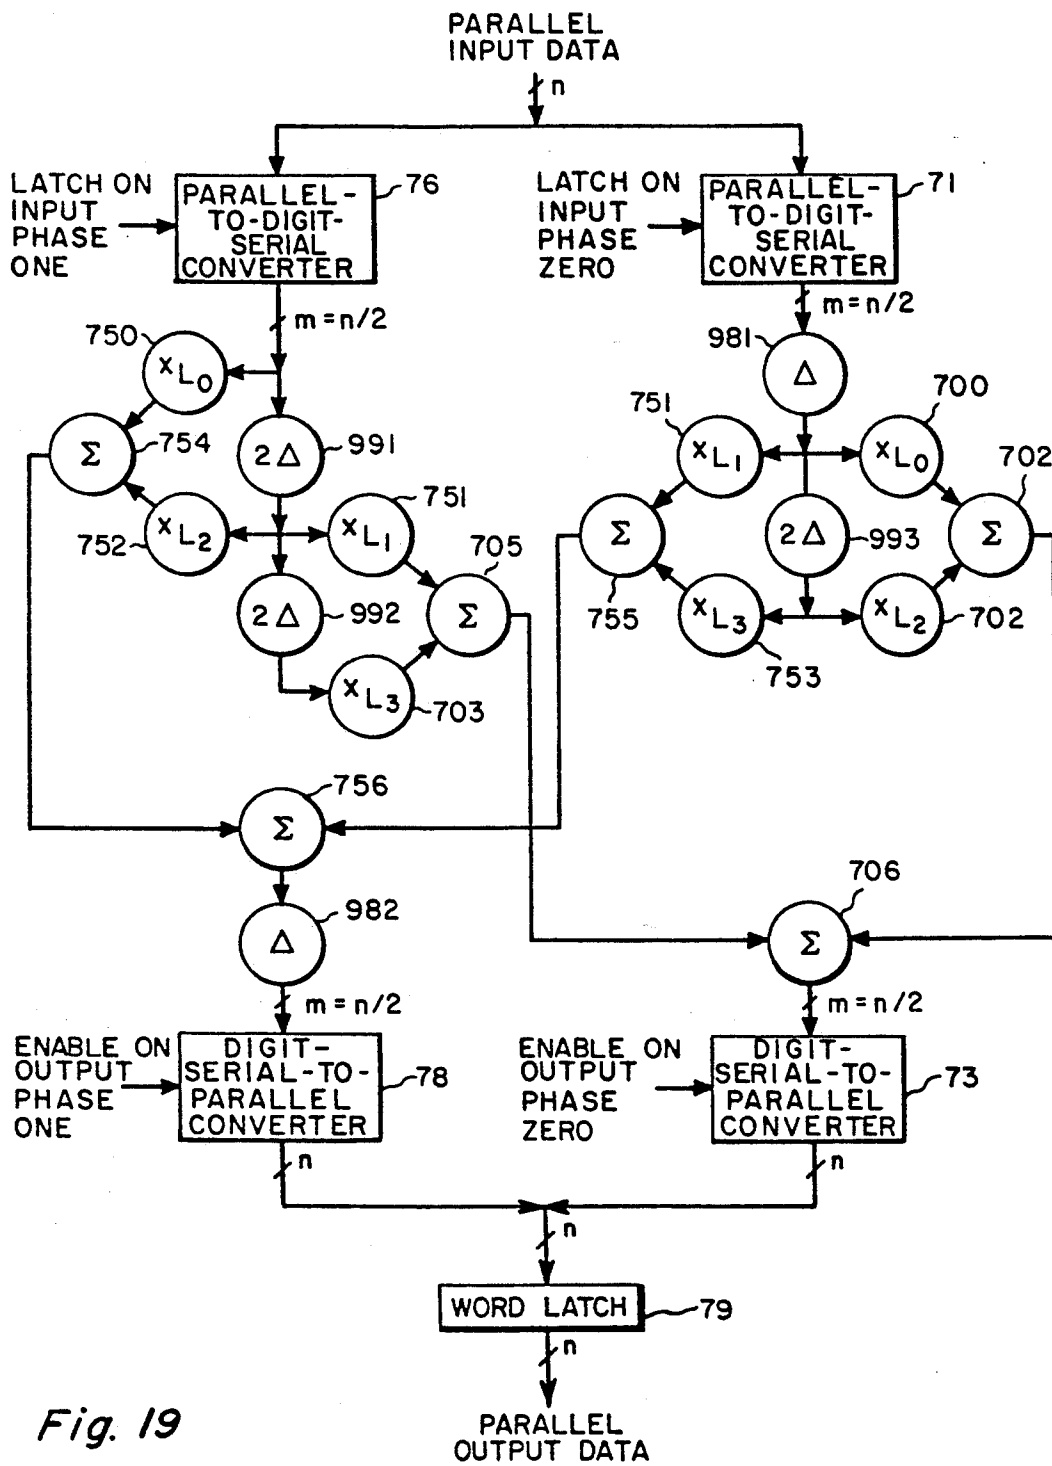 PARALLEL
INPUT DATA
n
LATCH ON
INPUT
PHASE
ONE
PARALLEL-
TO-DIGIT-
SERIAL
CONVERTER
76
LATCH ON
INPUT
PHASE
ZERO
PARALLEL-
TO-DIGIT-
SERIAL
CONVERTER
71
m=n/2
m=n/2
750
xL0
981
Δ
751
xL1
700
xL0
Σ
754
2Δ
991
752
xL2
751
xL1
705
Σ
2Δ
992
xL3
703
Σ
755
2Δ
993
702
Σ
xL3
753
xL2
702
756
Σ
982
Δ
706
Σ
m=n/2
m=n/2
ENABLE ON
OUTPUT
PHASE
ONE
DIGIT-
SERIAL-TO-
PARALLEL
CONVERTER
78
ENABLE ON
OUTPUT
PHASE
ZERO
DIGIT-
SERIAL-TO-
PARALLEL
CONVERTER
73
n
n
n
WORD LATCH
79
n
PARALLEL
OUTPUT DATA
Fig. 19